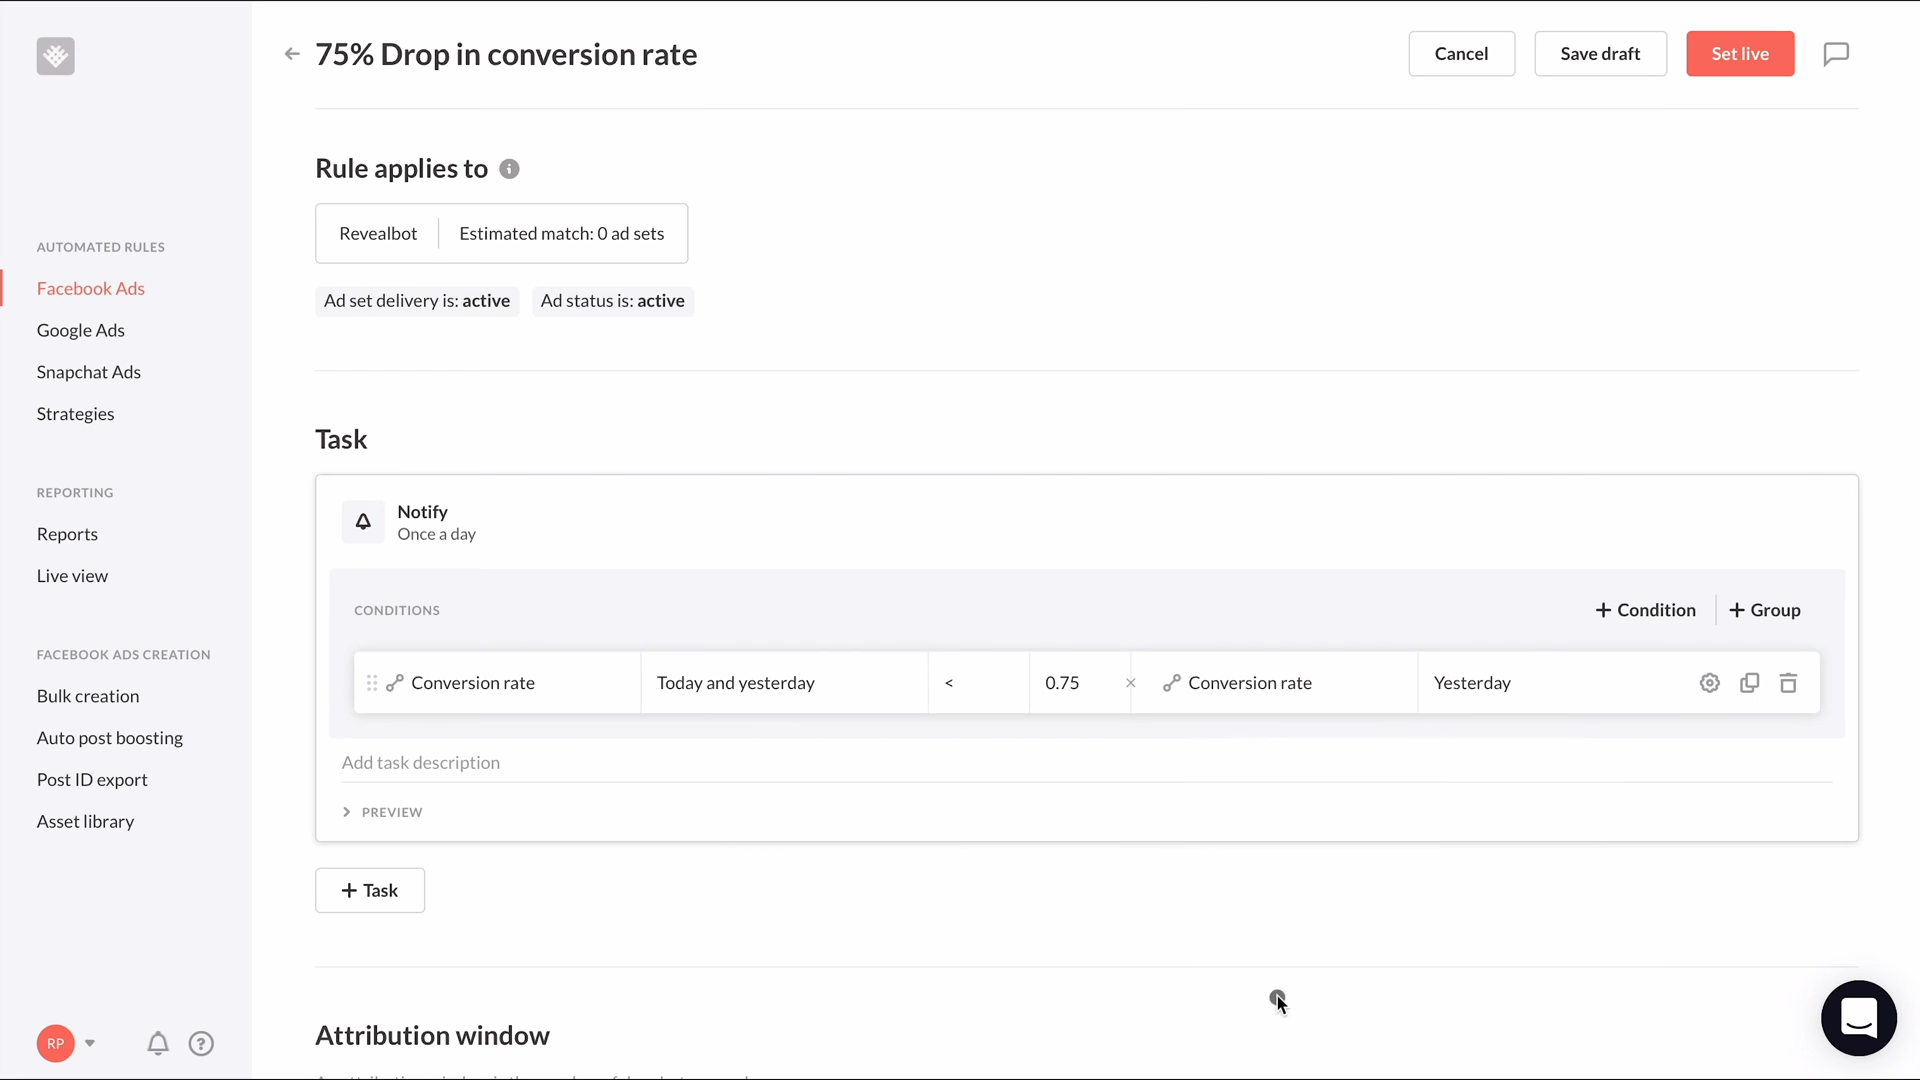 75% Drop in conversion rate
Cancel
Save draft
Set live
Rule applies to
Revealbot
Estimated match: 0 ad sets
Ad set delivery is: active
Ad status is: active
AUTOMATED RULES
Facebook Ads
Google Ads
Snapchat Ads
Strategies
REPORTING
Reports
Live view
FACEBOOK ADS CREATION
Bulk creation
Auto post boosting
Post ID export
Asset library
RP
Task
Notify
Once a day
CONDITIONS
+ Condition
+ Group
Conversion rate
Today and yesterday
<
0.75
×
Conversion rate
Yesterday
Add task description
> PREVIEW
+ Task
Attribution window